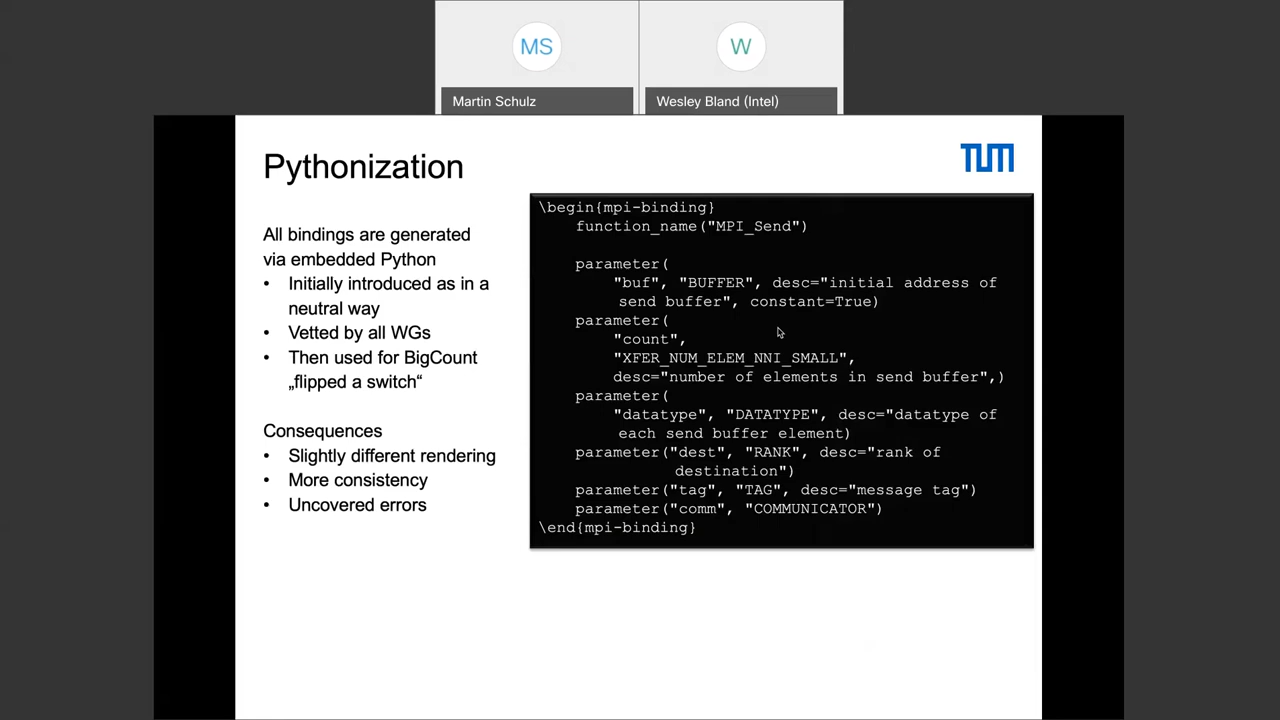 MS
W
Martin Schulz
Wesley Bland (Intel)
Pythonization
TUM
All bindings are generated
via embedded Python
• Initially introduced as in a
neutral way
• Vetted by all WGs
• Then used for BigCount
„flipped a switch“
Consequences
• Slightly different rendering
• More consistency
• Uncovered errors
\begin{mpi-binding}
function_name("MPI_Send")
parameter(
"buf", "BUFFER", desc="initial address of
send buffer", constant=True)
parameter(
"count",
"XFER_NUM_ELEM_NNI_SMALL",
desc="number of elements in send buffer",)
parameter(
"datatype", "DATATYPE", desc="datatype of
each send buffer element)
parameter("dest", "RANK", desc="rank of
destination")
parameter("tag", "TAG", desc="message tag")
parameter("comm", "COMMUNICATOR")
\end{mpi-binding}